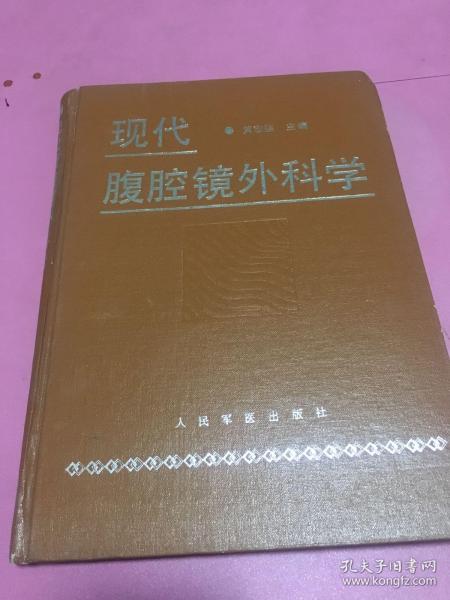 现代
主编
腹腔镜外科学
人民军医出版社
孔夫子旧书网
www.kongfz.com